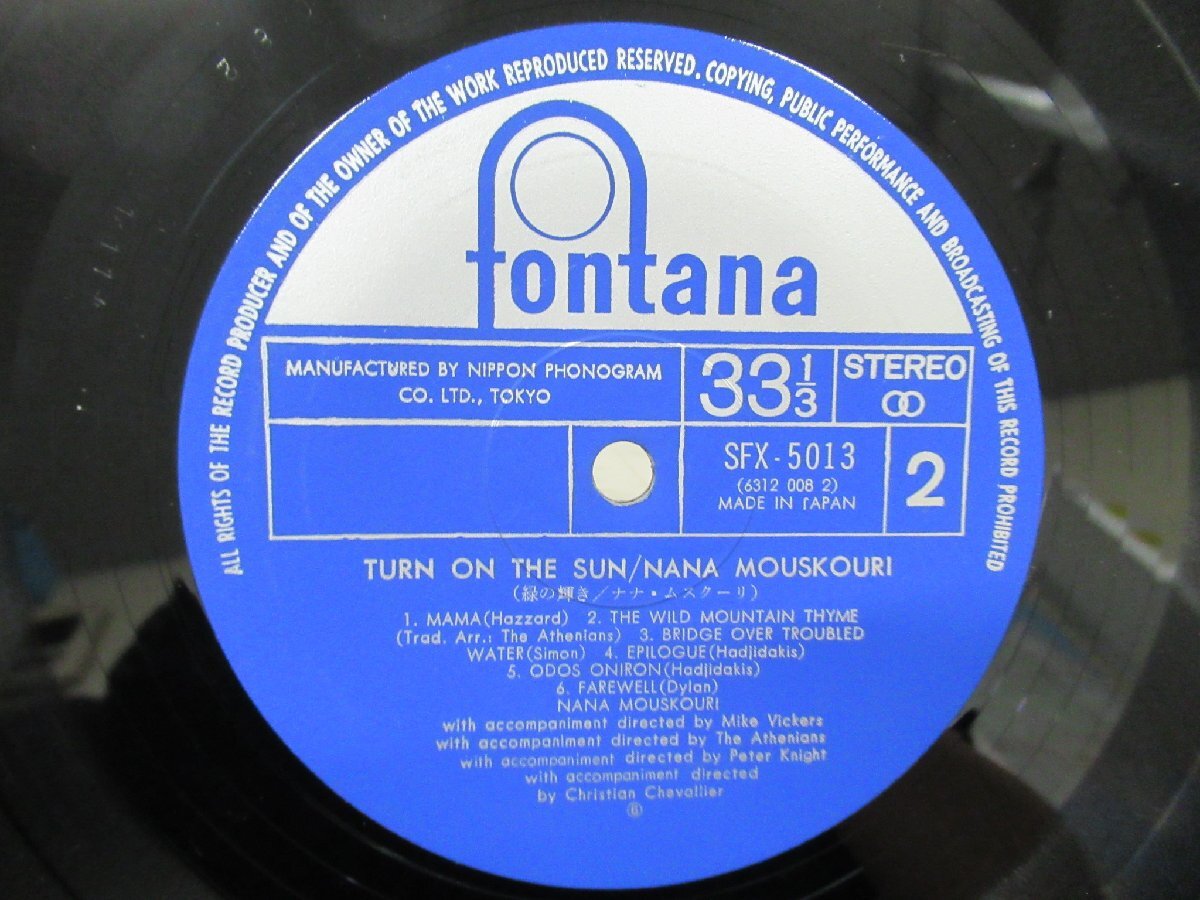 ALL RIGHTS OF THE RECORD PRODUCER AND OF THE OWNER OF THE WORK REPRODUCED RESERVED. COPYING, PUBLIC PERFORMANCE AND BROADCASTING OF THIS RECORD PROHIBITED
fontana
MANUFACTURED BY NIPPON PHONOGRAM
CO. LTD., TOKYO
33 1/3
STEREO
SFX-5013
(6312 008 2)
MADE IN JAPAN
2
TURN ON THE SUN/NANA MOUSKOURI
(緑の輝き/ナナ・ムスクーリ)
1. MAMA(Hazzard) 2. THE WILD MOUNTAIN THYME
(Trad. Arr.: The Athenians) 3. BRIDGE OVER TROUBLED
WATER(Simon) 4. EPILOGUE(Hadjidakis)
5. ODOS ONIRON(Hadjidakis)
6. FAREWELL(Dylan)
NANA MOUSKOURI
with accompaniment directed by Mike Vickers
with accompaniment directed by The Athenians
with accompaniment directed by Peter Knight
with accompaniment directed
by Christian Chevallier